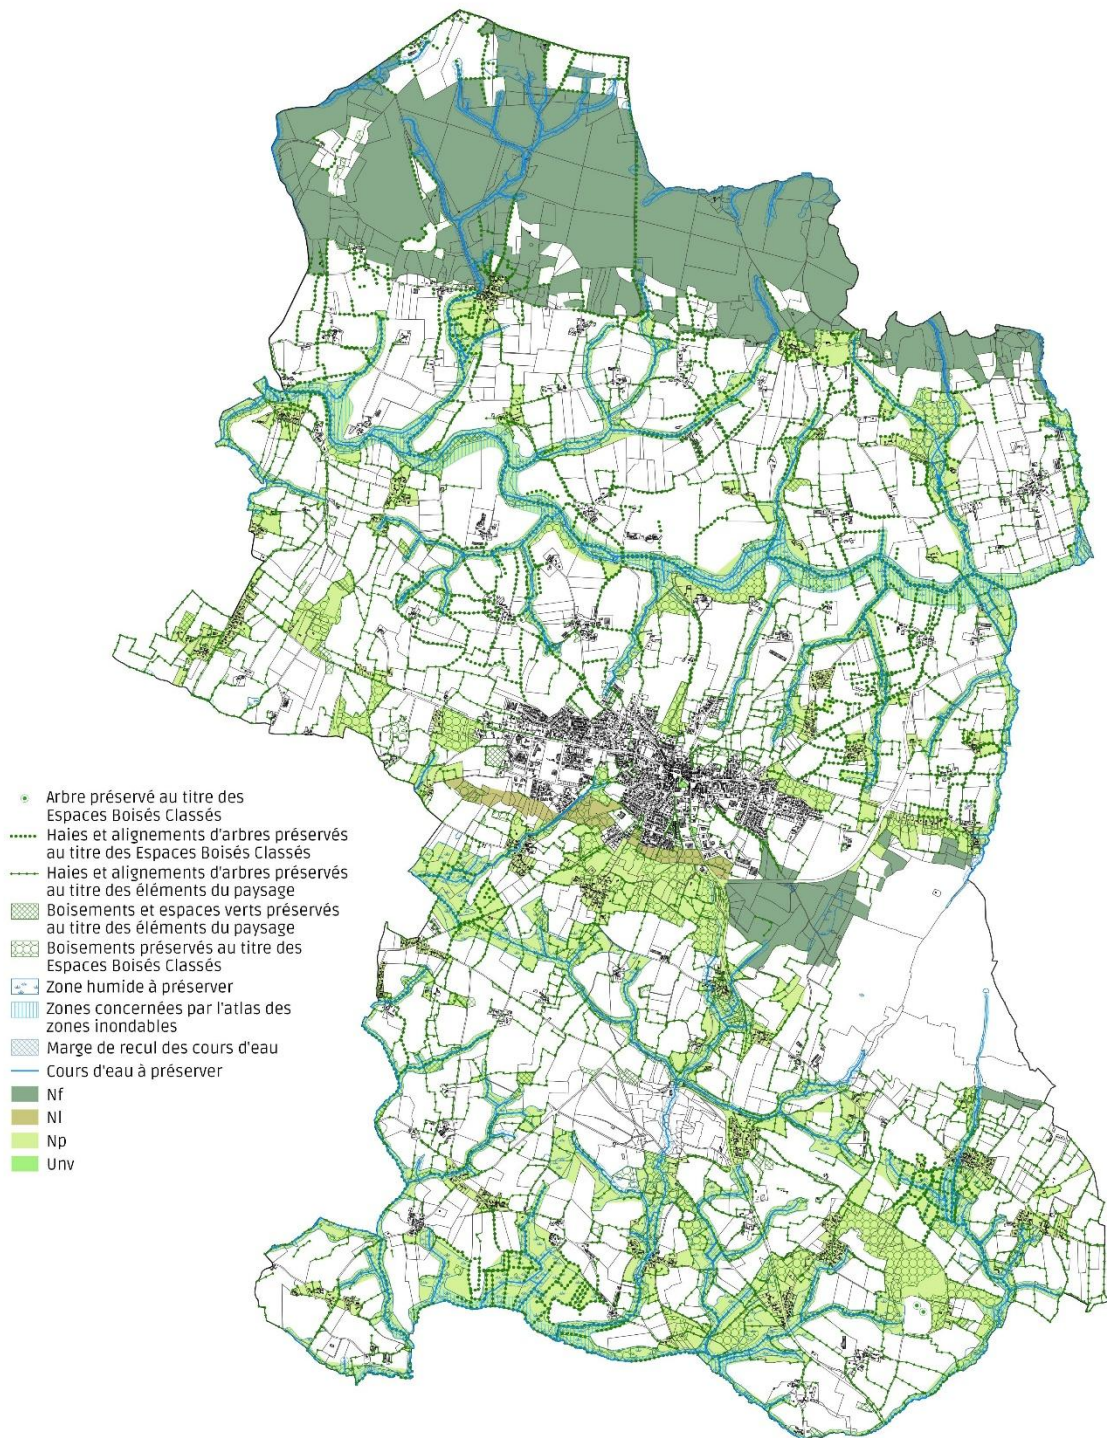 Arbre préservé au titre des
Espaces Boisés Classés
Haies et alignements d'arbres préservés
au titre des Espaces Boisés Classés
Haies et alignements d'arbres préservés
au titre des éléments du paysage
Boisements et espaces verts préservés
au titre des éléments du paysage
Boisements préservés au titre des
Espaces Boisés Classés
Zone humide à préserver
Zones concernées par l'atlas des
zones inondables
Marge de recul des cours d'eau
Cours d'eau à préserver
Nf
Nl
Np
Unv